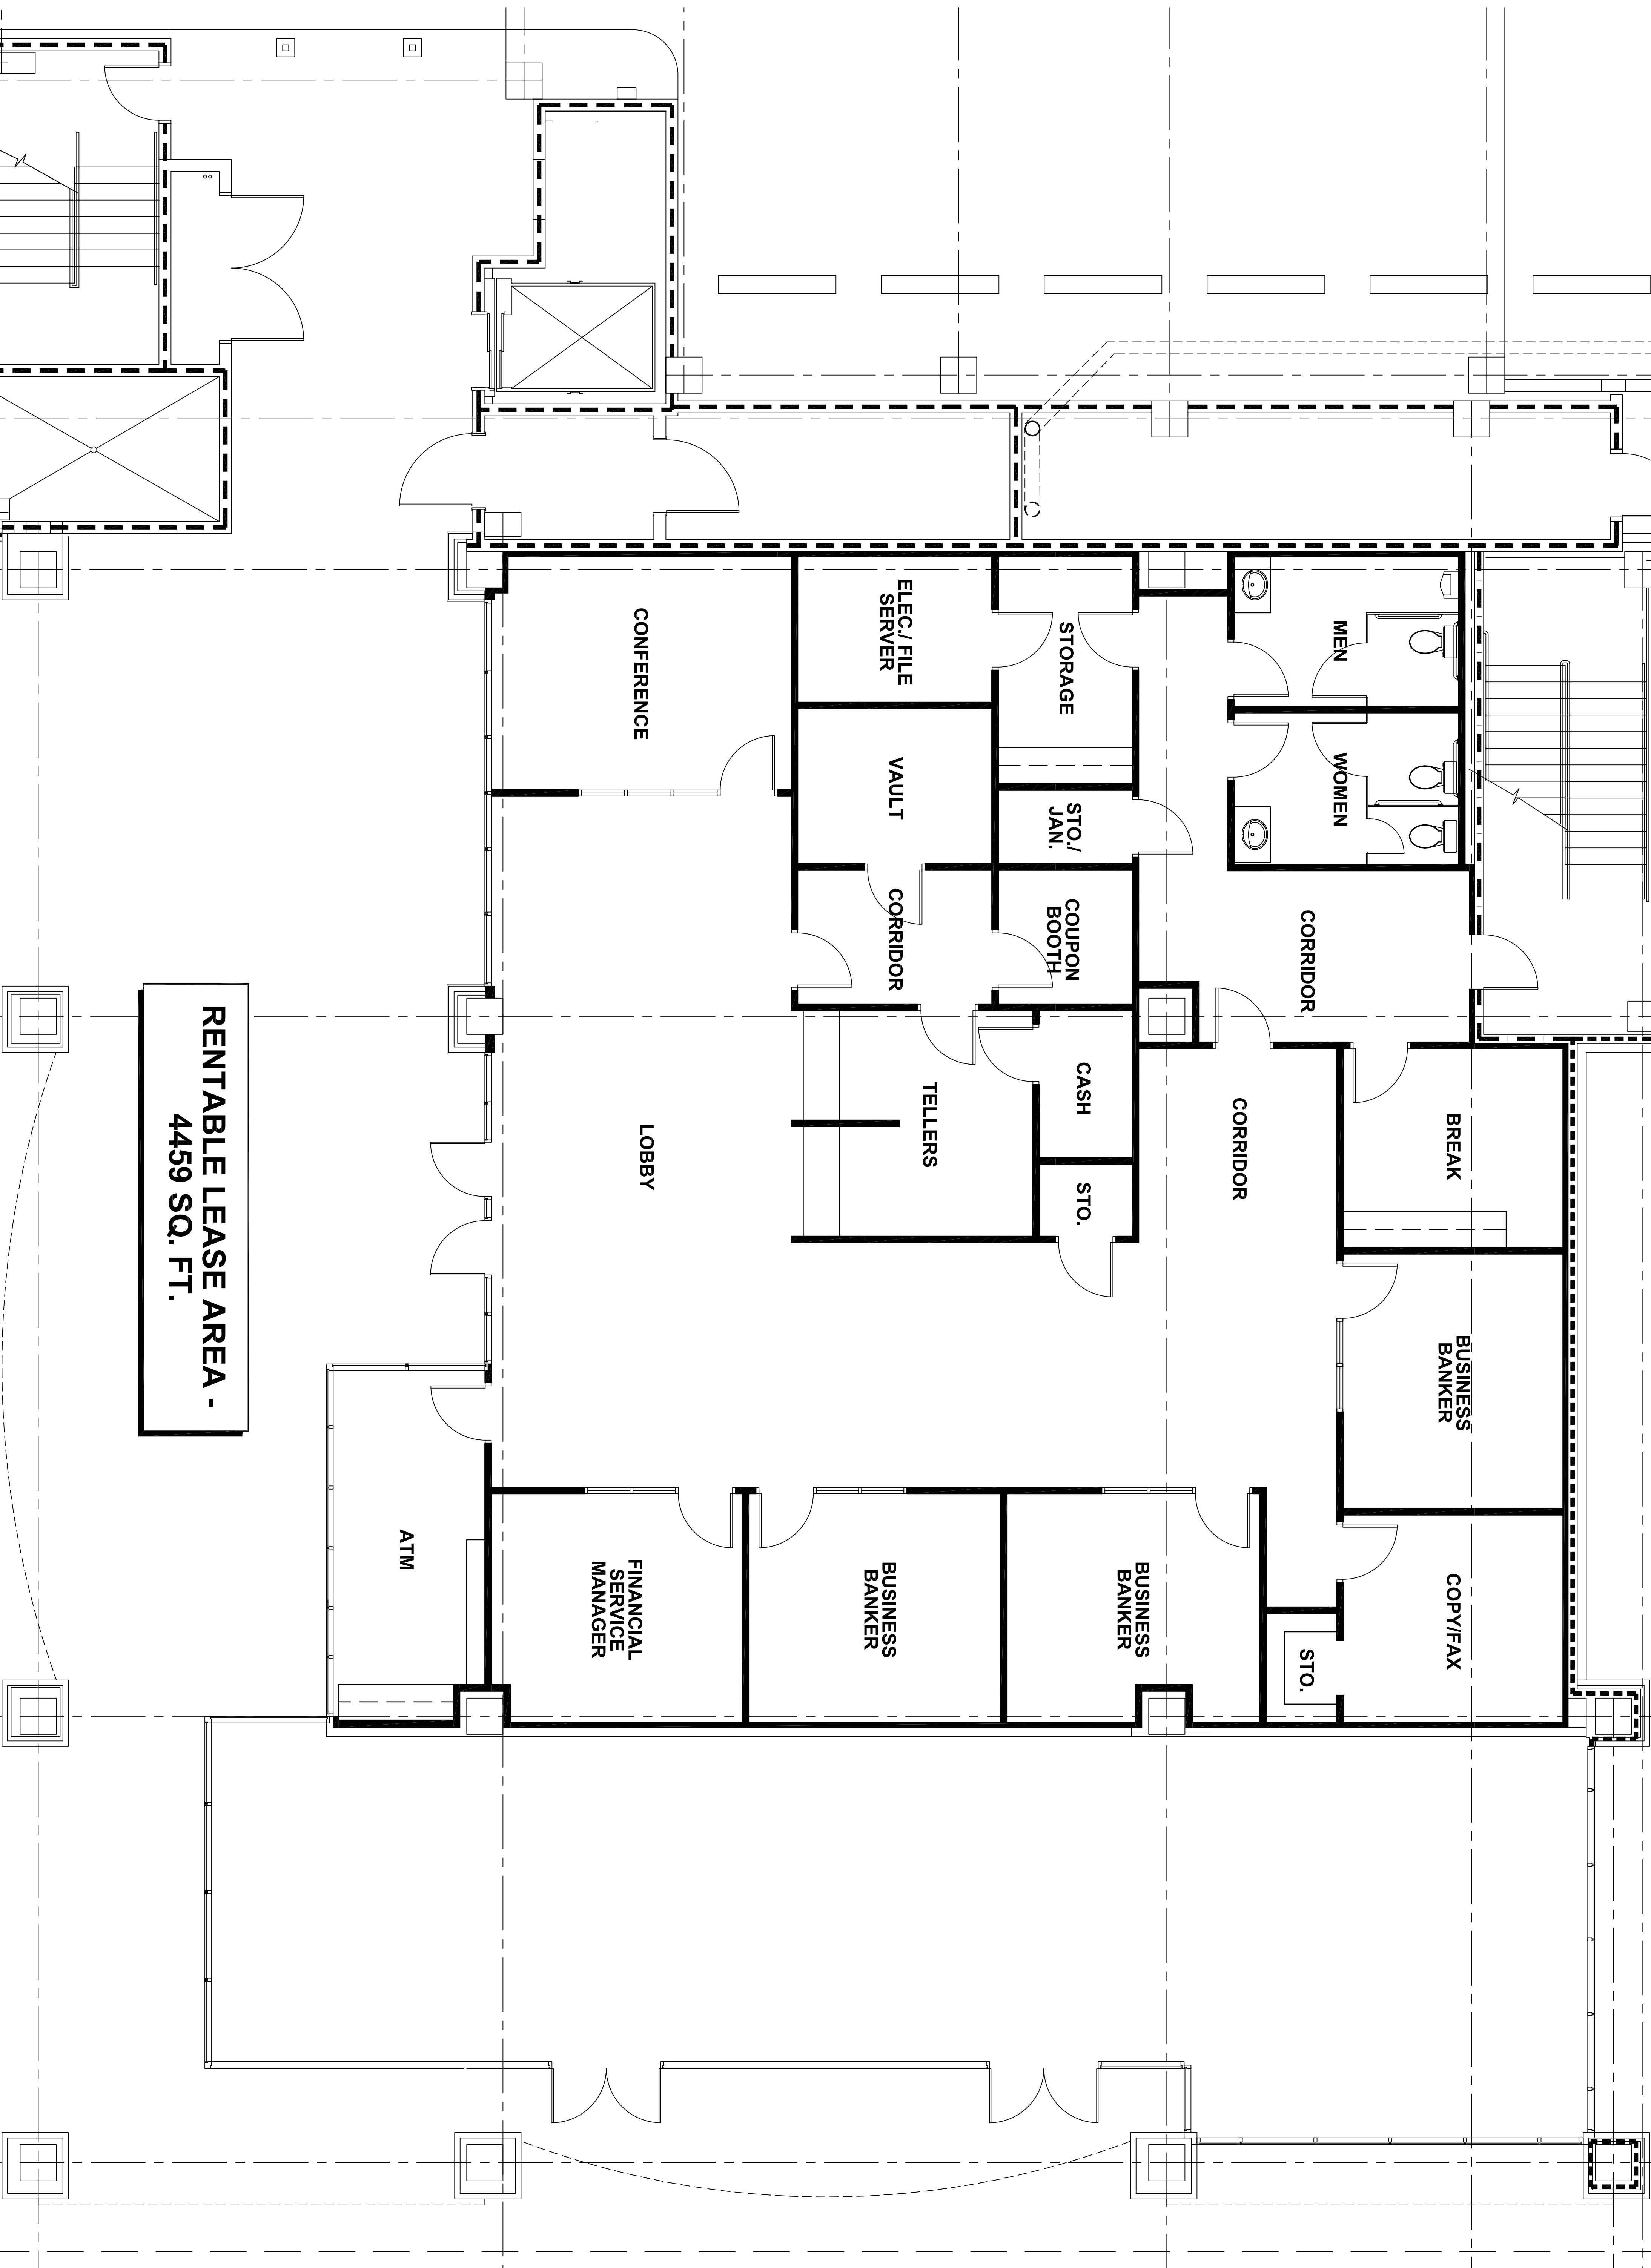 MEN
WOMEN
CORRIDOR
BREAK
BUSINESS
BANKER
COPY/FAX
STO.
CORRIDOR
STORAGE
STO./
JAN.
COUPON
BOOTH
CASH
STO.
ELEC./ FILE
SERVER
VAULT
CORRIDOR
TELLERS
BUSINESS
BANKER
BUSINESS
BANKER
CONFERENCE
LOBBY
FINANCIAL
SERVICE
MANAGER
ATM
RENTABLE LEASE AREA -
4459 SQ. FT.